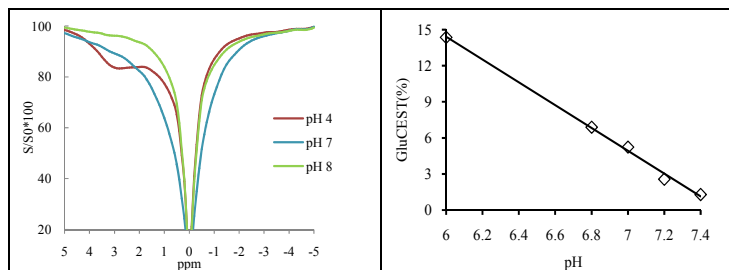 100
80
60
40
20
S/S0*100
pH 4
pH 7
pH 8
5 4 3 2 1 0 -1 -2 -3 -4 -5
ppm
15
12
9
6
3
0
GluCEST(%)
6 6.2 6.4 6.6 6.8 7 7.2 7.4
pH